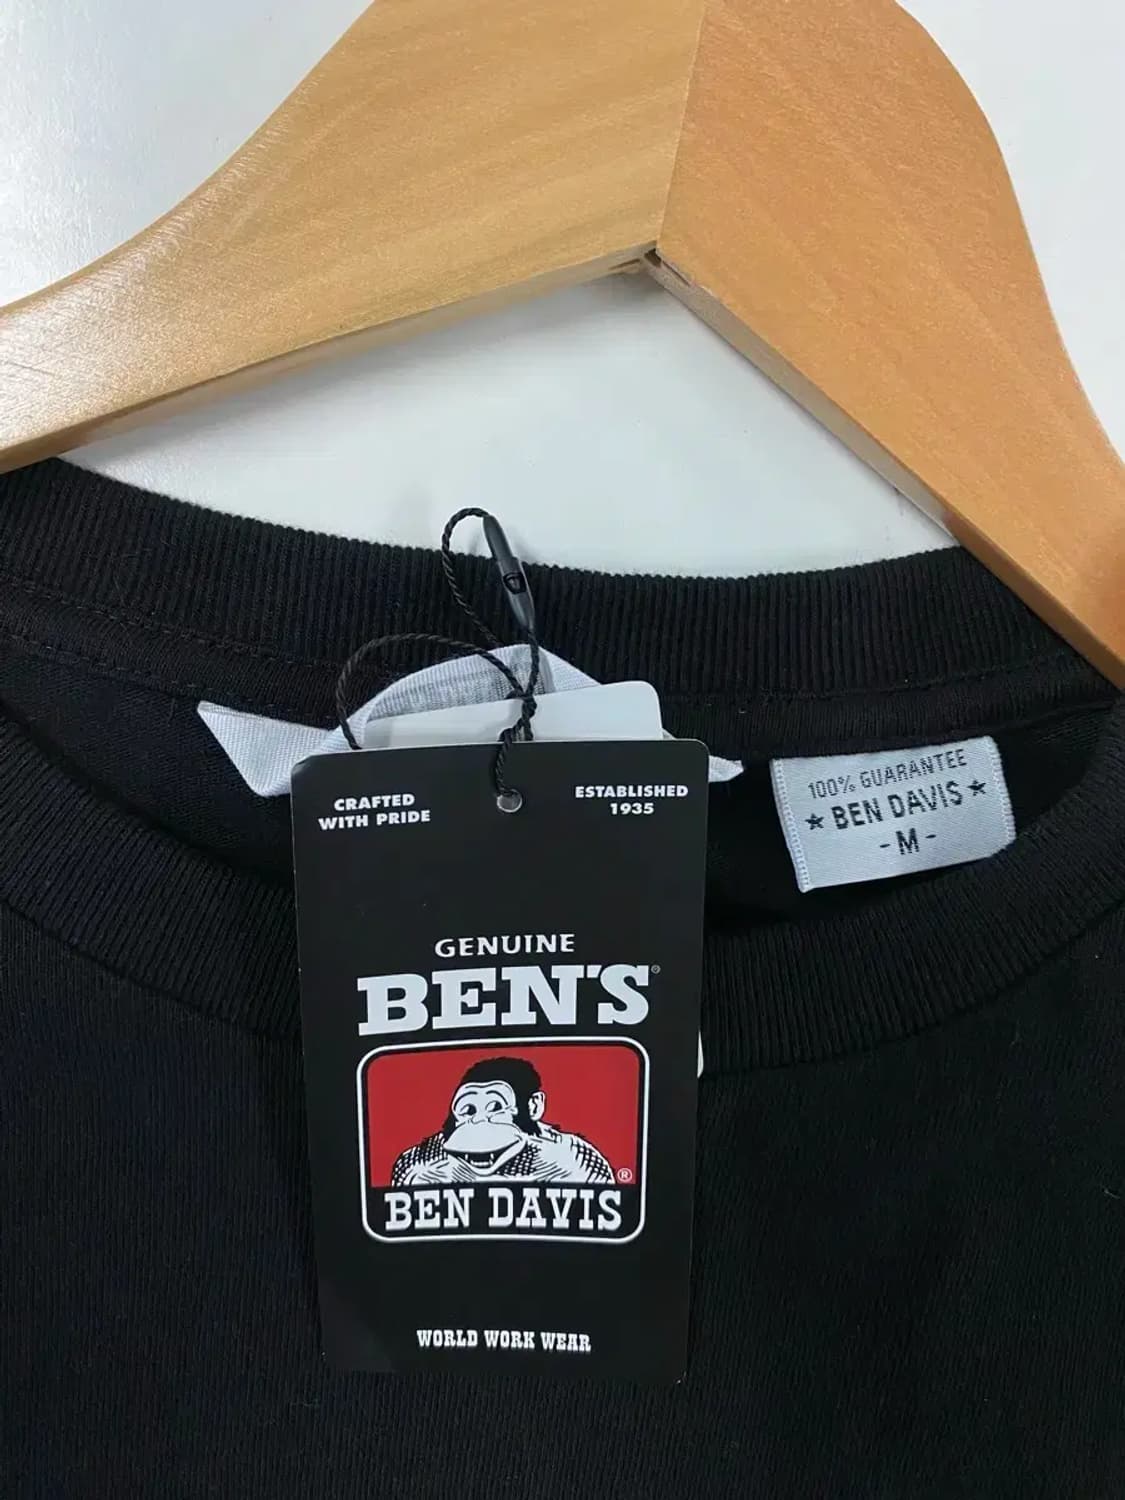 CRAFTED
WITH PRIDE
ESTABLISHED
1935
GENUINE
BEN'S®
BEN DAVIS®
WORLD WORK WEAR
100% GUARANTEE
★ BEN DAVIS ★
- M -